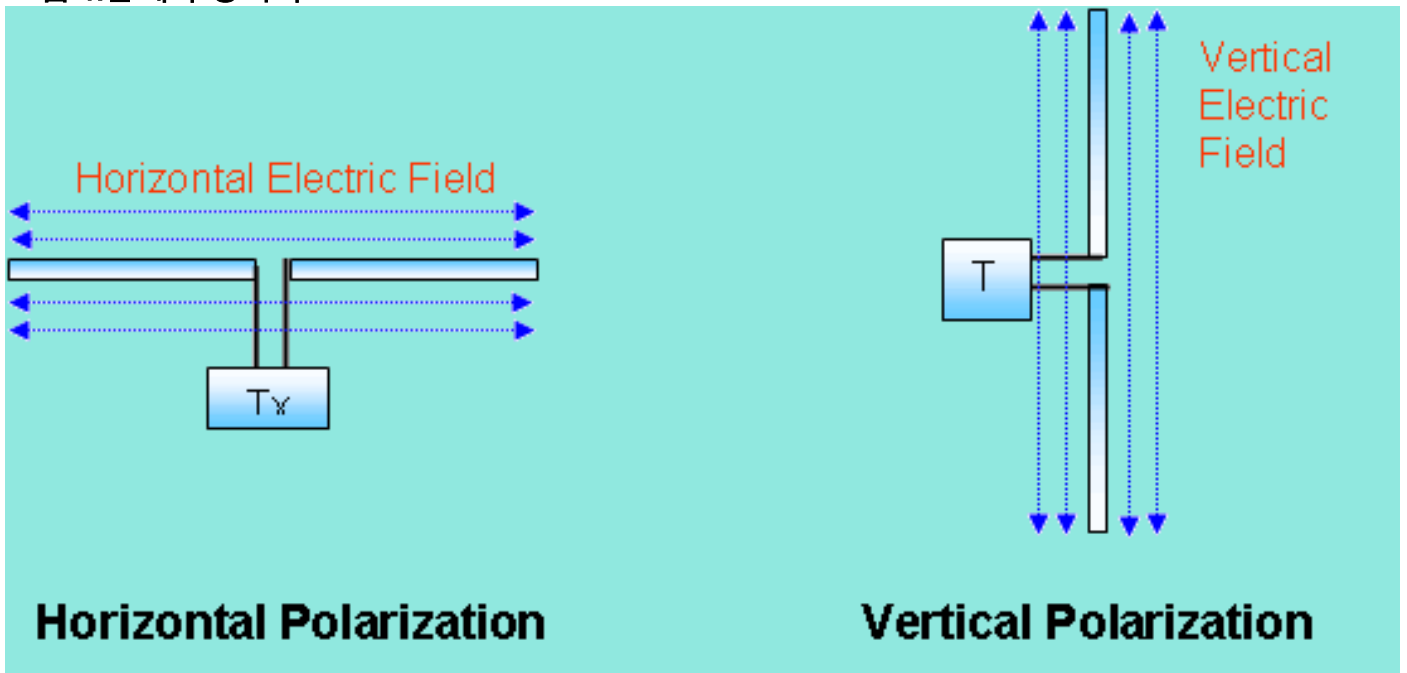 Horizontal Electric Field
Tx
Horizontal Polarization
Vertical
Electric
Field
T
Vertical Polarization